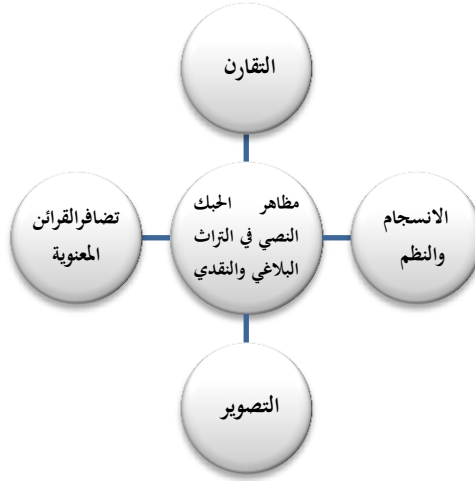 التقارن
الانسجام
والنظم
مظاهر الحبك
النصي في التراث
البلاغي والنقدي
تضافرالقرائن
المعنوية
التصوير